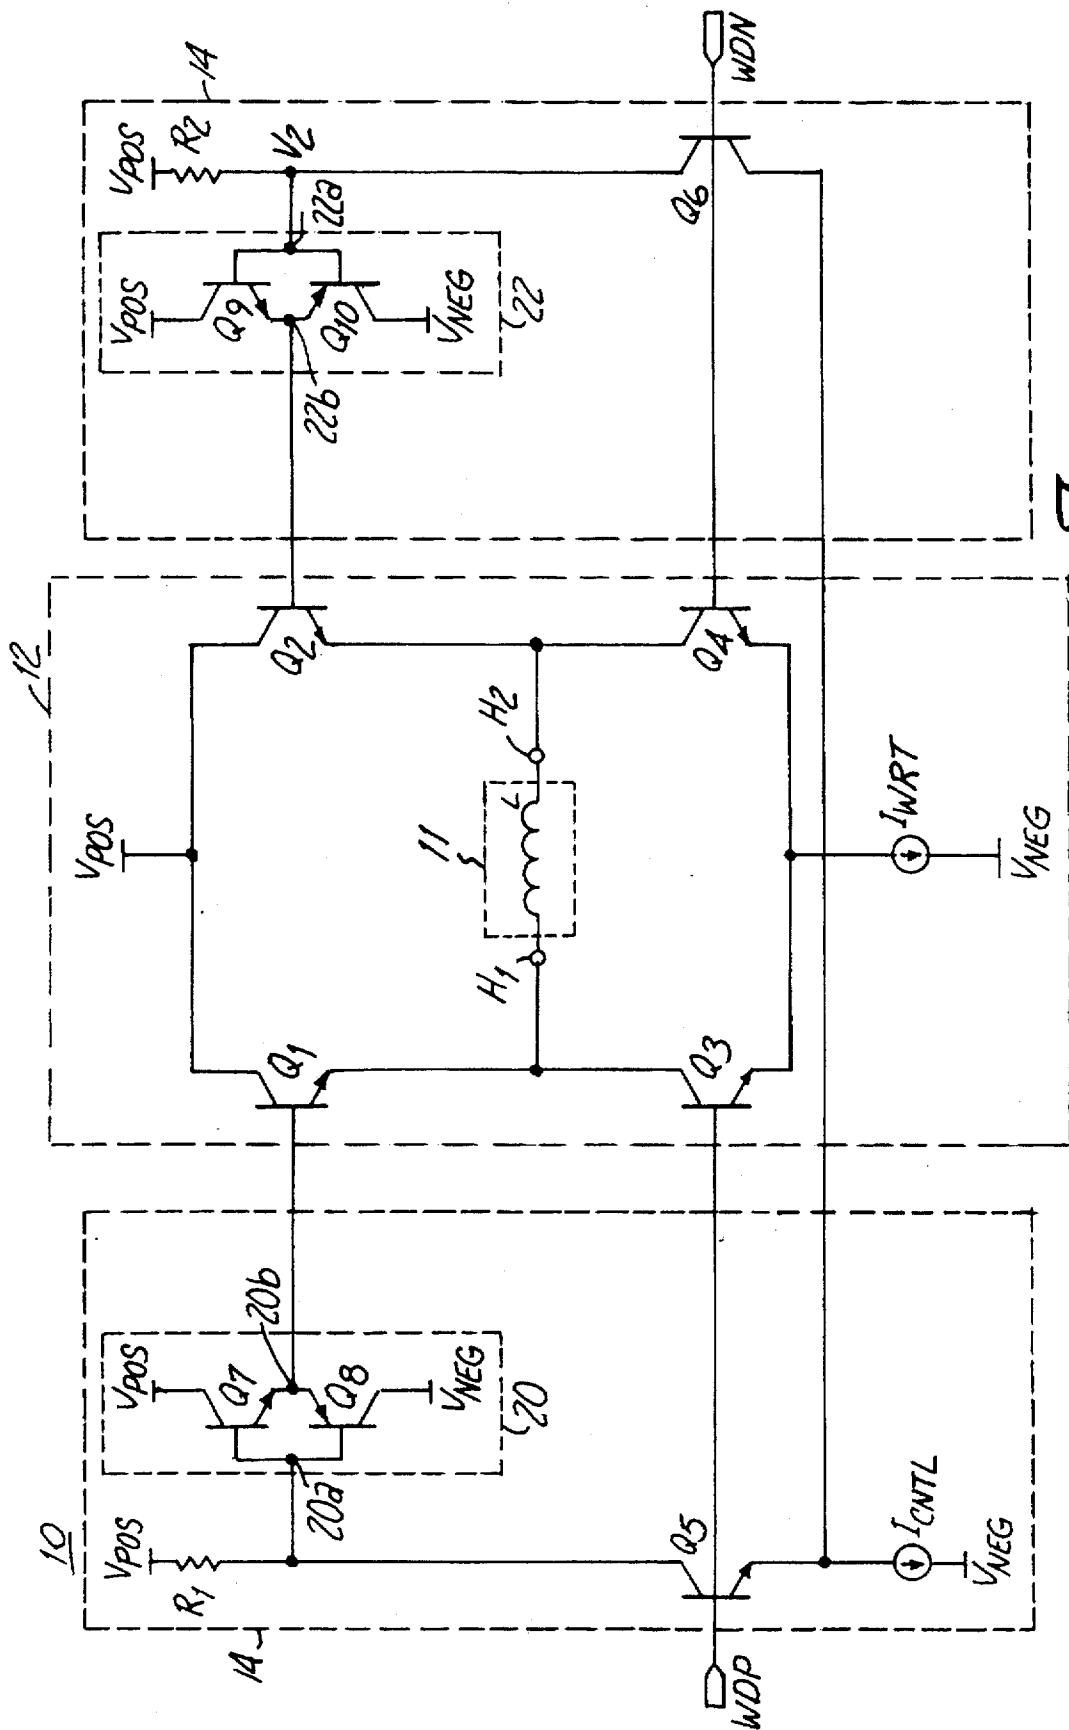 10
14
VPOS
R1
20a
VPOS
Q7
Q8
20b
VNEG
20
Q5
WDP
ICNTL
VNEG
12
VPOS
Q1
Q2
11
L
H1
H2
Q3
Q4
IWRT
VNEG
14
VPOS
R2
V2
VPOS
Q9
Q10
22a
22b
VNEG
22
Q6
WDN